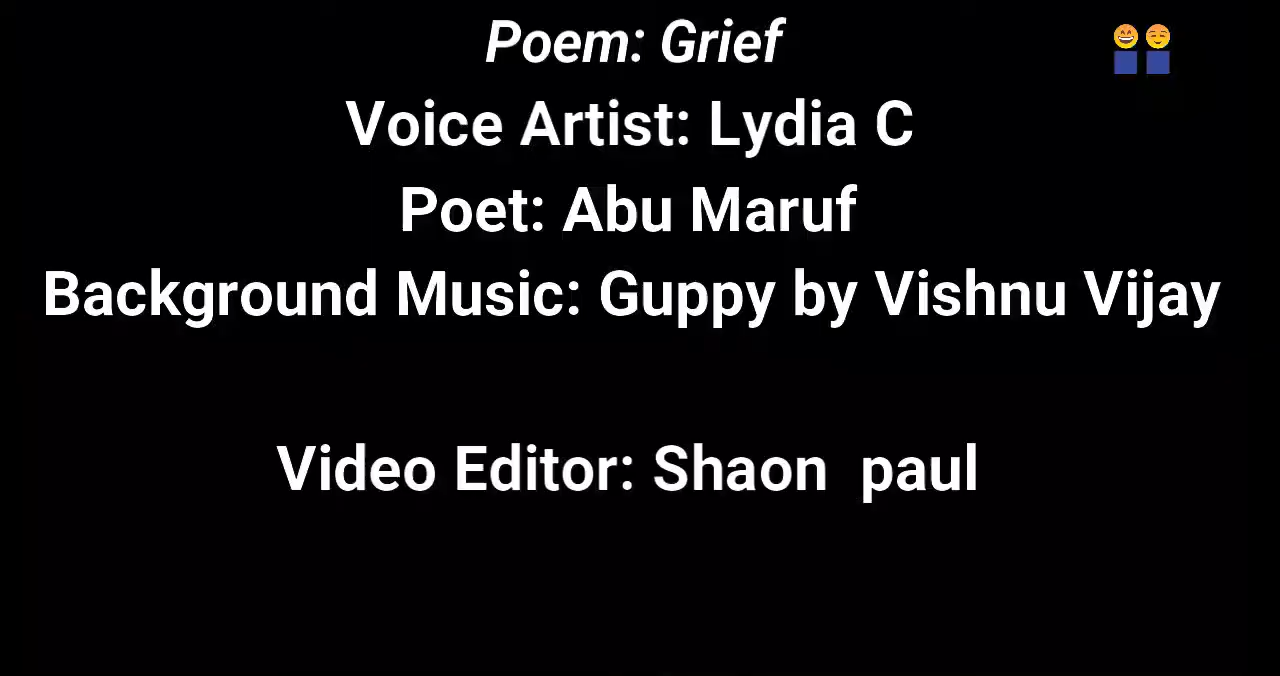 Poem: Grief
Voice Artist: Lydia C
Poet: Abu Maruf
Background Music: Guppy by Vishnu Vijay
Video Editor: Shaon  paul